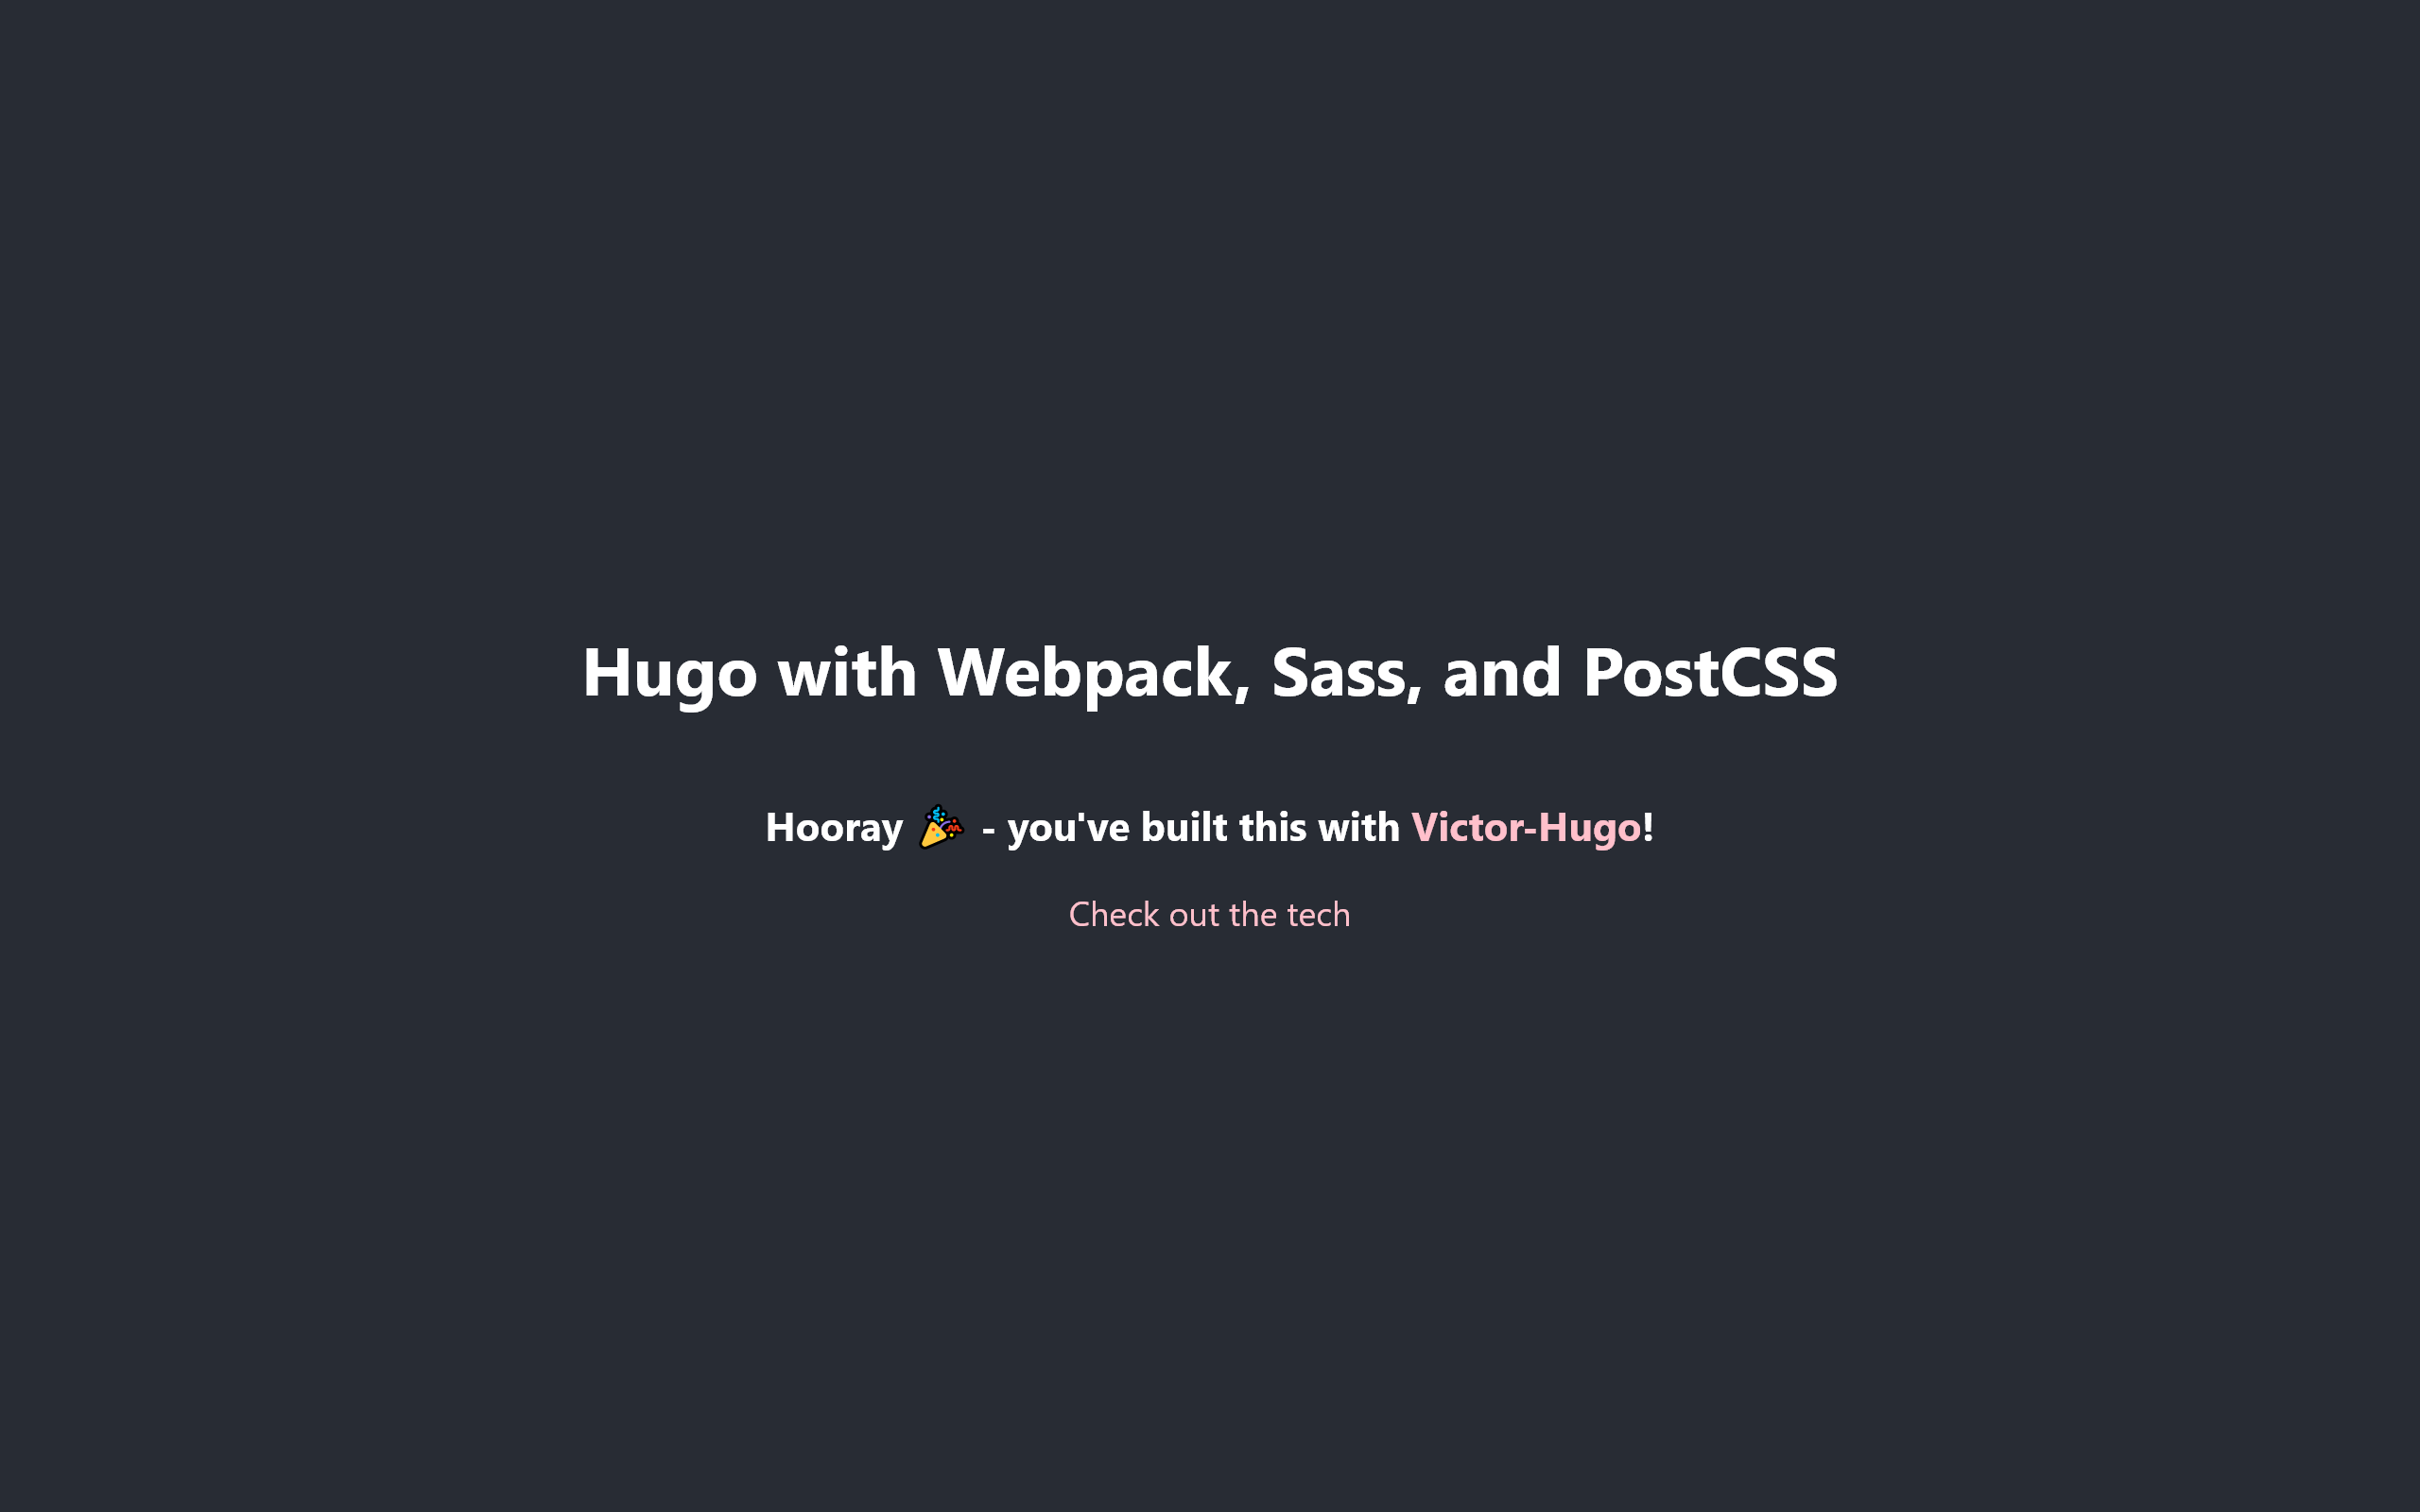 Hugo with Webpack, Sass, and PostCSS
Hooray 🎉 - you've built this with Victor-Hugo!
Check out the tech